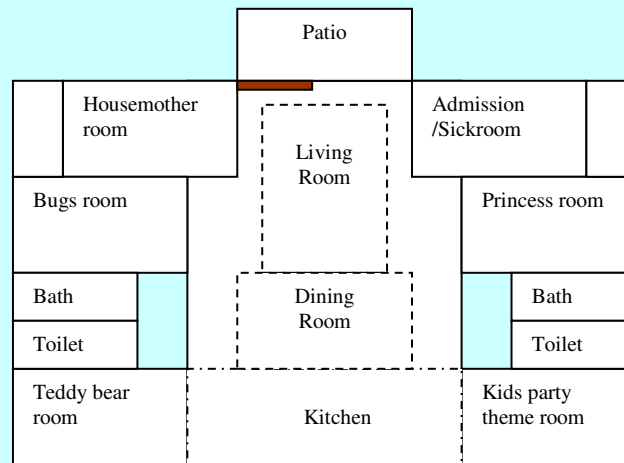 Patio
Housemother
room
Admission
/Sickroom
Living
Room
Bugs room
Princess room
Bath
Dining
Room
Bath
Toilet
Toilet
Teddy bear
room
Kitchen
Kids party
theme room